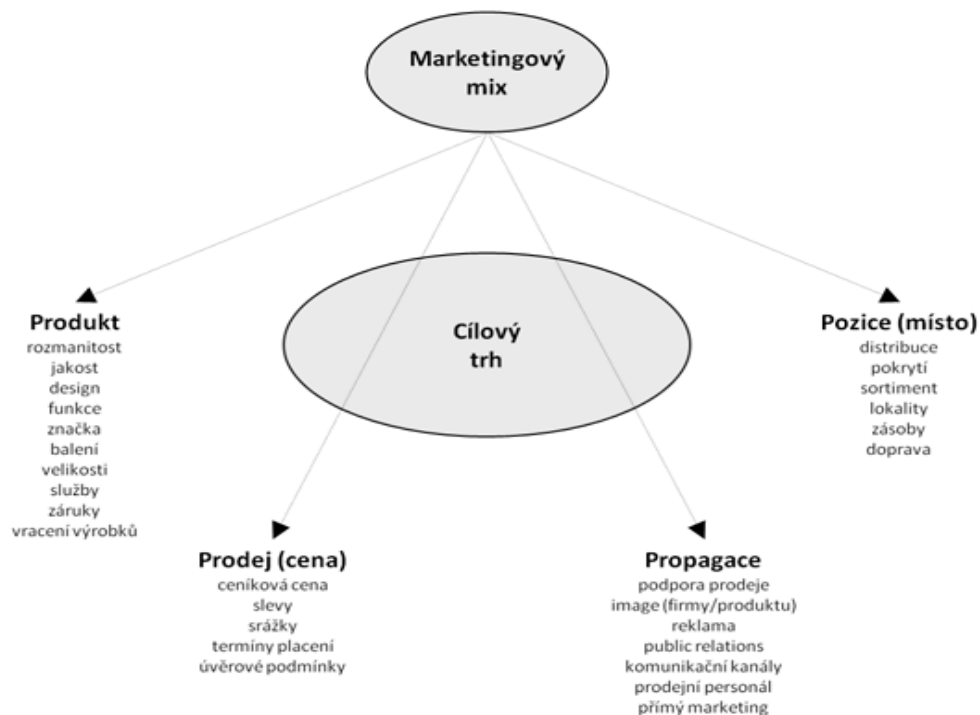 Marketingový
mix
Cílový
trh
Produkt
rozmanitost
jakost
design
funkce
značka
balení
velikosti
služby
záruky
vracení výrobků
Prodej (cena)
ceníková cena
slevy
srážky
termíny placení
úvěrové podmínky
Propagace
podpora prodeje
image (firmy/produktu)
reklama
public relations
komunikační kanály
prodejní personál
přímý marketing
Pozice (místo)
distribuce
pokrytí
sortiment
lokality
zásoby
doprava